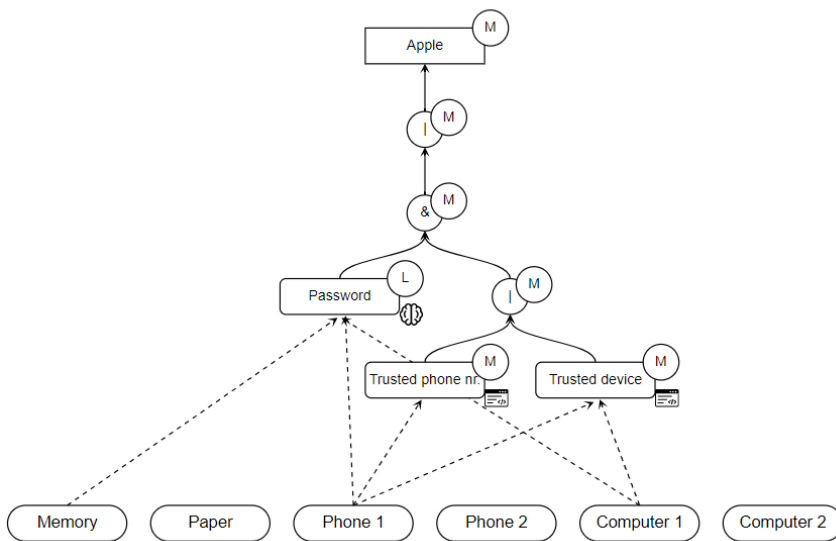 Apple
M
|
M
&
M
Password
L
|
M
Trusted phone nr.
M
Trusted device
M
Memory
Paper
Phone 1
Phone 2
Computer 1
Computer 2